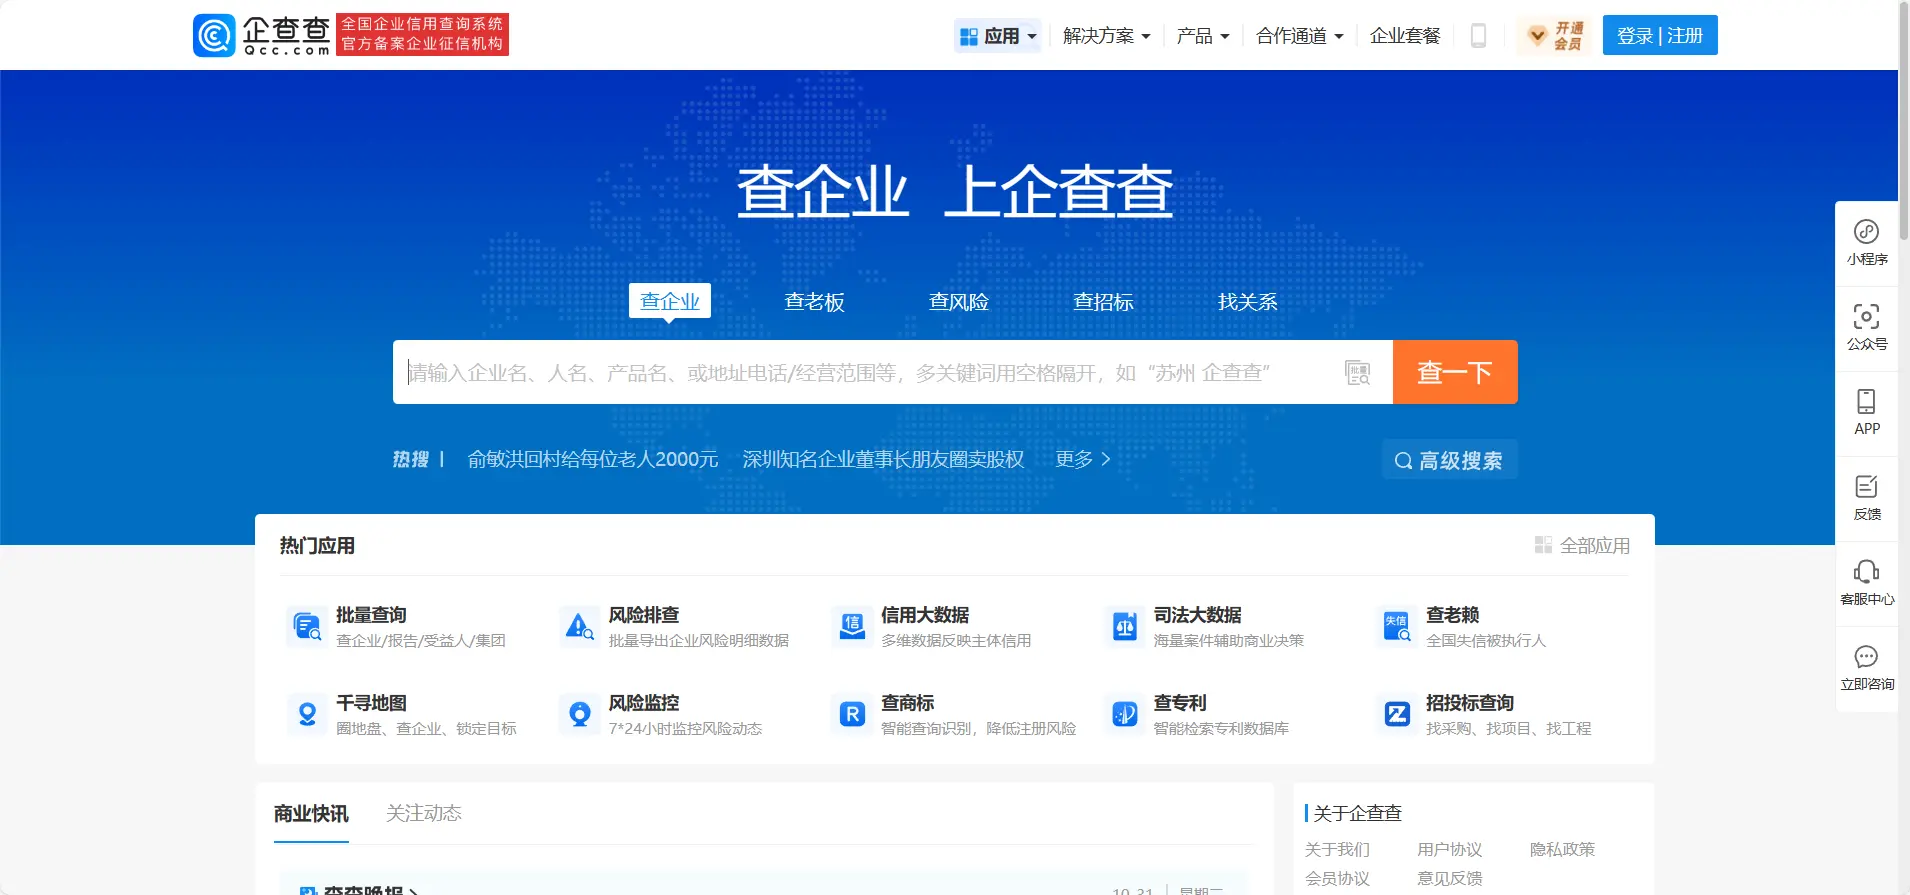 企查查
Qcc.com
全国企业信用查询系统
官方备案企业征信机构
应用
解决方案
产品
合作通道
企业套餐
开通
会员
登录 | 注册
查企业 上企查查
查企业
查老板
查风险
查招标
找关系
请输入企业名、人名、产品名、或地址电话/经营范围等，多关键词用空格隔开，如“苏州 企查查”
批量
查一下
热搜 |
俞敏洪回村给每位老人2000元
深圳知名企业董事长朋友圈卖股权
更多
高级搜索
小程序
公众号
APP
反馈
客服中心
立即咨询
热门应用
全部应用
批量查询
查企业/报告/受益人/集团
风险排查
批量导出企业风险明细数据
信
信用大数据
多维数据反映主体信用
司法大数据
海量案件辅助商业决策
失信
查老赖
全国失信被执行人
千寻地图
圈地盘、查企业、锁定目标
风险监控
7*24小时监控风险动态
R
查商标
智能查询识别，降低注册风险
查专利
智能检索专利数据库
招投标查询
找采购、找项目、找工程
商业快讯
关注动态
查查晚报
10-31 | 星期二
关于企查查
关于我们
用户协议
隐私政策
会员协议
意见反馈